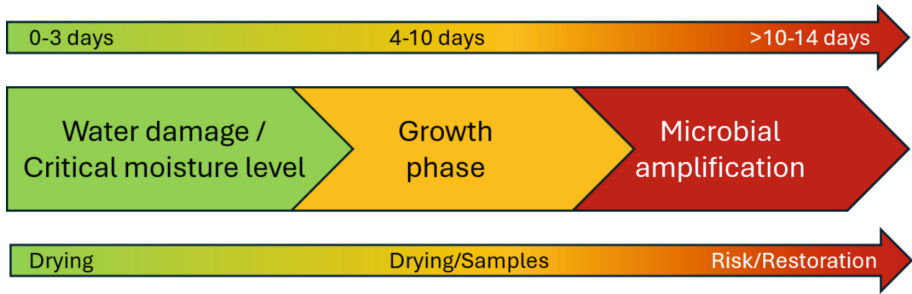 0-3 days 4-10 days >10-14 days
Water damage /
Critical moisture level
Growth
phase
Microbial
amplification
Drying Drying/Samples Risk/Restoration